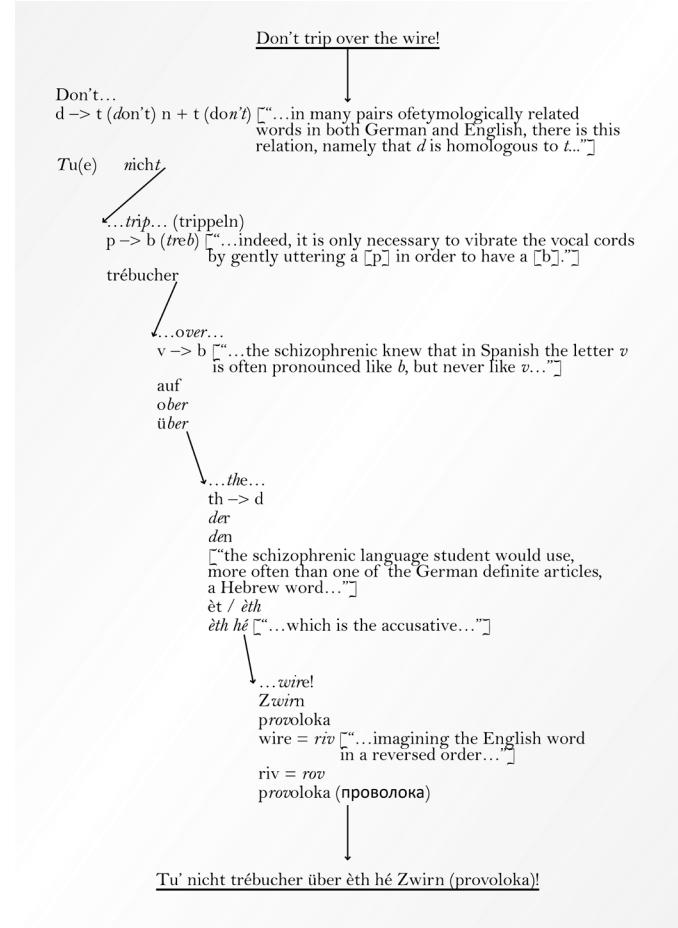 Don't trip over the wire!
Don't…
d –> t (don't) n + t (don't) [“…in many pairs ofetymologically related
words in both German and English, there is this
relation, namely that d is homologous to t...”]
Tu(e) nicht
…trip… (trippeln)
p –> b (treb) [“…indeed, it is only necessary to vibrate the vocal cords
by gently uttering a [p] in order to have a [b].”]
trébucher
…over…
v –> b [“…the schizophrenic knew that in Spanish the letter v
is often pronounced like b, but never like v…”]
auf
ober
über
…the…
th –> d
der
den
[“the schizophrenic language student would use,
more often than one of the German definite articles,
a Hebrew word…”]
èt / èth
èth hé [“…which is the accusative…”]
…wire!
Zwirn
provoloka
wire = riv [“…imagining the English word
in a reversed order…”]
riv = rov
provoloka (проволока)
Tu' nicht trébucher über èth hé Zwirn (provoloka)!